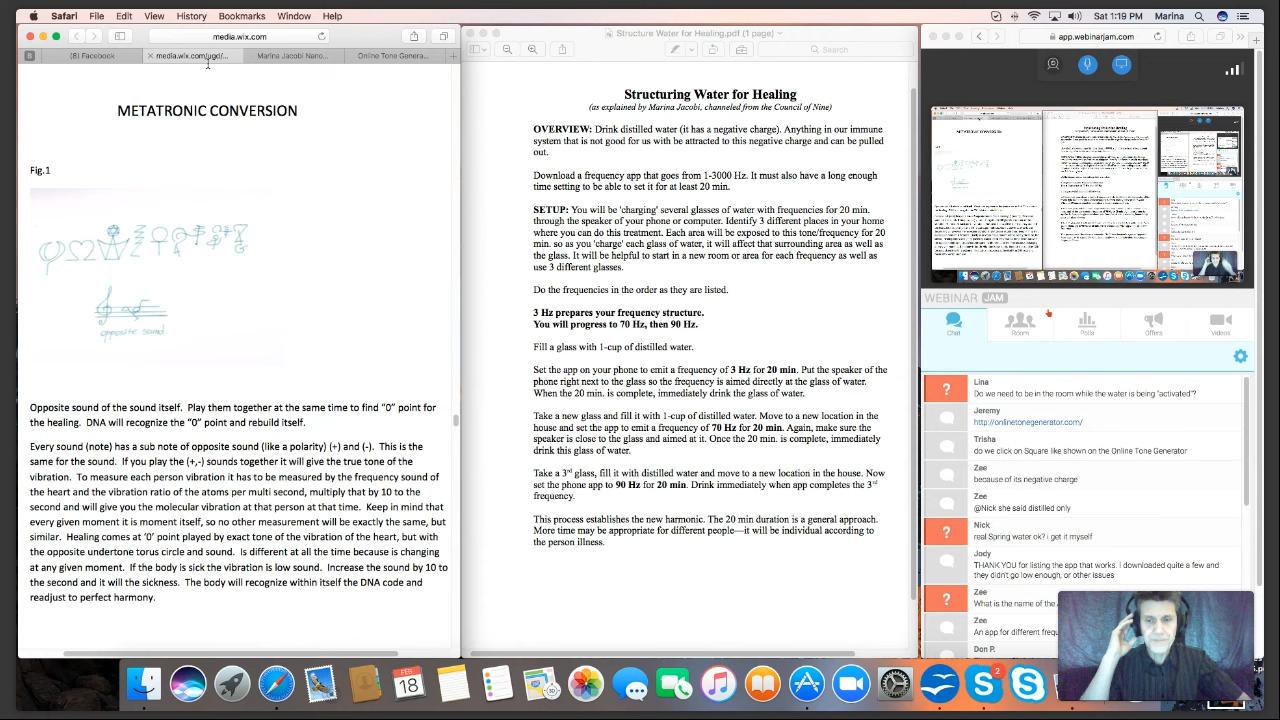 Safari File Edit View History Bookmarks Window Help
Sat 1:19 PM Marina
media.wix.com
(8) Facebook
media.wix.com/ugd/...
Marina Jacobi Nano...
Online Tone Genera...
METATRONIC CONVERSION
Fig.1
opposite sound
Opposite sound of the sound itself. Play them together at the same time to find "0" point for
the healing. DNA will recognize the "0" point and rebuild itself.
Every sound (note) has a sub note of opposite sound (like a polarity) (+) and (-). This is the
same for the sound. If you play the (+,-) sounds together it will give the true tone of the
vibration. To measure each person vibration it has to be measured by the frequency sound of
the heart and the vibration ratio of the atoms per multi second, multiply that by 10 to the
second and will give you the molecular vibration at that person at that time. Keep in mind that
every given moment it is moment itself, so no other measurement will be exactly the same, but
similar. Healing comes at '0' point played by exact tone of the vibration of the heart, but with
the opposite undertone torus circle and sound. Is different at all the time because is changing
at any given moment. If the body is sick the vibration is low sound. Increase the sound by 10 to
the second and it will the sickness. The body will recognize within itself the DNA code and
readjust to perfect harmony.
Structure Water for Healing.pdf (1 page)
Search
Structuring Water for Healing
(as explained by Marina Jacobi, channeled from the Council of Nine)
OVERVIEW: Drink distilled water (it has a negative charge). Anything in our immune
system that is not good for us with be attracted to this negative charge and can be pulled
out.
Download a frequency app that goes from 1-3000 Hz. It must also have a long enough
time setting to be able to set it for at least 20 min.
SETUP: You will be 'charging' several glasses of water with frequencies for 20 min.
through the speaker of your phone or computer. Identify 3 different places in your home
where you can do this treatment. Each area will be exposed to this tone/frequency for 20
min. so as you 'charge' each glass of water, it will affect that surrounding area as well as
the glass. It will be helpful to start in a new room or area for each frequency as well as
use 3 different glasses.
Do the frequencies in the order as they are listed.
3 Hz prepares your frequency structure.
You will progress to 70 Hz, then 90 Hz.
Fill a glass with 1-cup of distilled water.
Set the app on your phone to emit a frequency of 3 Hz for 20 min. Put the speaker of the
phone right next to the glass so the frequency is aimed directly at the glass of water.
When the 20 min. is complete, immediately drink the glass of water.
Take a new glass and fill it with 1-cup of distilled water. Move to a new location in the
house and set the app to emit a frequency of 70 Hz for 20 min. Again, make sure the
speaker is close to the glass and aimed at it. Once the 20 min. is complete, immediately
drink this glass of water.
Take a 3rd glass, fill it with distilled water and move to a new location in the house. Now
set the phone app to 90 Hz for 20 min. Drink immediately when app completes the 3rd
frequency.
This process establishes the new harmonic. The 20 min duration is a general approach.
More time may be appropriate for different people—it will be individual according to
the person illness.
app.webinarjam.com
METATRONIC CONVERSION
WEBINAR JAM
Chat
Room
Polls
Offers
Videos
Lina
Do we need to be in the room while the water is being "activated"?
Jeremy
http://onlinetonegenerator.com/
Trisha
do we click on Square like shown on the Online Tone Generator
Zee
because of its negative charge
Zee
@Nick she said distilled only
Nick
real Spring water ok? i get it myself
Jody
THANK YOU for listing the app that works. I downloaded quite a few and
they didn't go low enough, or other issues
Zee
What is the name of the
Zee
An app for different
Don P.
FEB
18
2